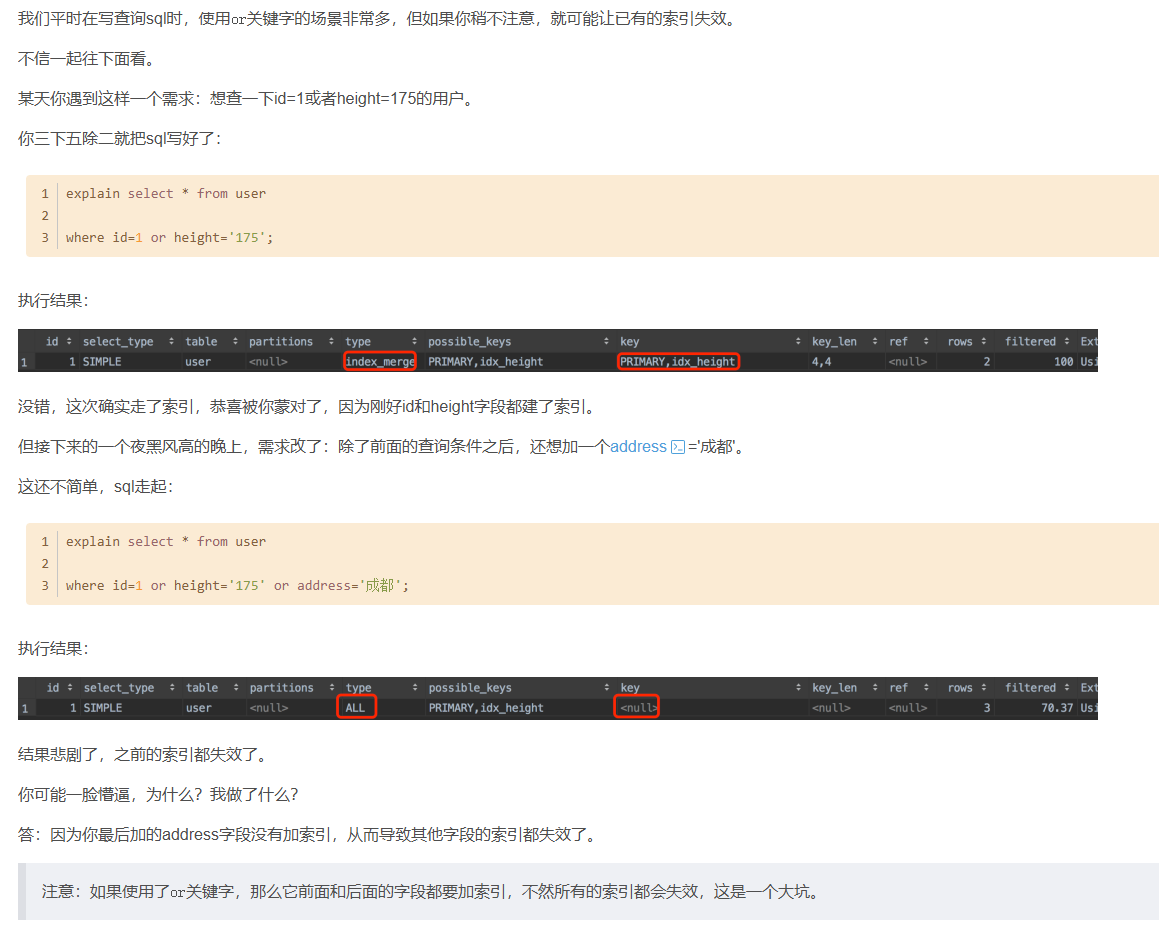 我们平时在写查询sql时，使用or关键字的场景非常多，但如果你稍不注意，就可能让已有的索引失效。
不信一起往下面看。
某天你遇到这样一个需求：想查一下id=1或者height=175的用户。
你三下五除二就把sql写好了：
1 explain select * from user
2
3 where id=1 or height='175';
执行结果：
id select_type table partitions type possible_keys key key_len ref rows filtered Ext
1 1 SIMPLE user <null> index_merge PRIMARY,idx_height PRIMARY,idx_height 4,4 <null> 2 100 Usi
没错，这次确实走了索引，恭喜被你蒙对了，因为刚好id和height字段都建了索引。
但接下来的一个夜黑风高的晚上，需求改了：除了前面的查询条件之后，还想加一个address='成都'。
这还不简单，sql走起：
1 explain select * from user
2
3 where id=1 or height='175' or address='成都';
执行结果：
id select_type table partitions type possible_keys key key_len ref rows filtered Ext
1 1 SIMPLE user <null> ALL PRIMARY,idx_height <null> <null> <null> 3 70.37 Usi
结果悲剧了，之前的索引都失效了。
你可能一脸懵逼，为什么？我做了什么？
答：因为你最后加的address字段没有加索引，从而导致其他字段的索引都失效了。
注意：如果使用了or关键字，那么它前面和后面的字段都要加索引，不然所有的索引都会失效，这是一个大坑。